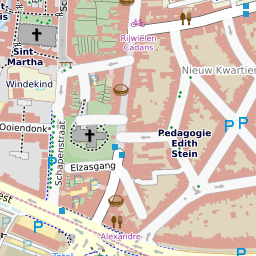 Rijwielen
Cadans
Sint-
Martha
Nieuw Kwartier
Windekind
Ooiendonk
Schapenstraat
Pedagogie
Edith
Stein
P
P
Elzasgang
P
Alexandre
P